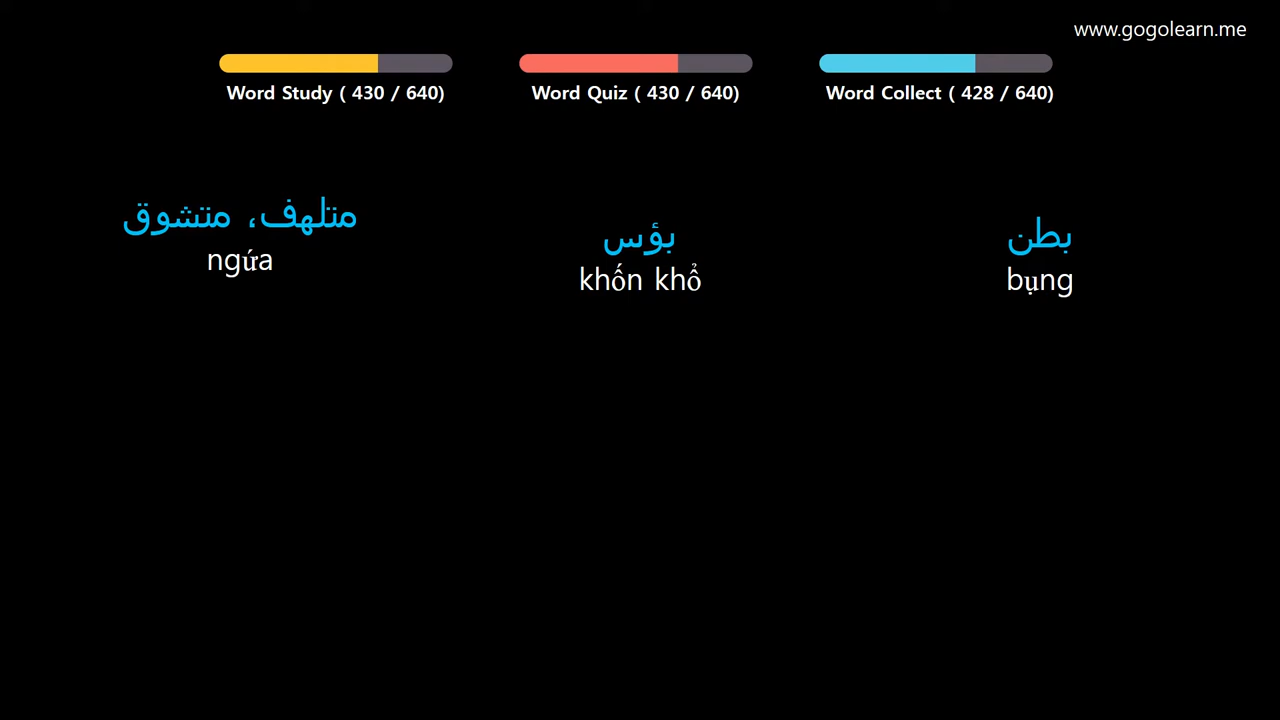 www.gogolearn.me
Word Study ( 430 / 640)
Word Quiz ( 430 / 640)
Word Collect ( 428 / 640)
متلهف، متشوق
ngứa
بؤس
khốn khổ
بطن
bụng